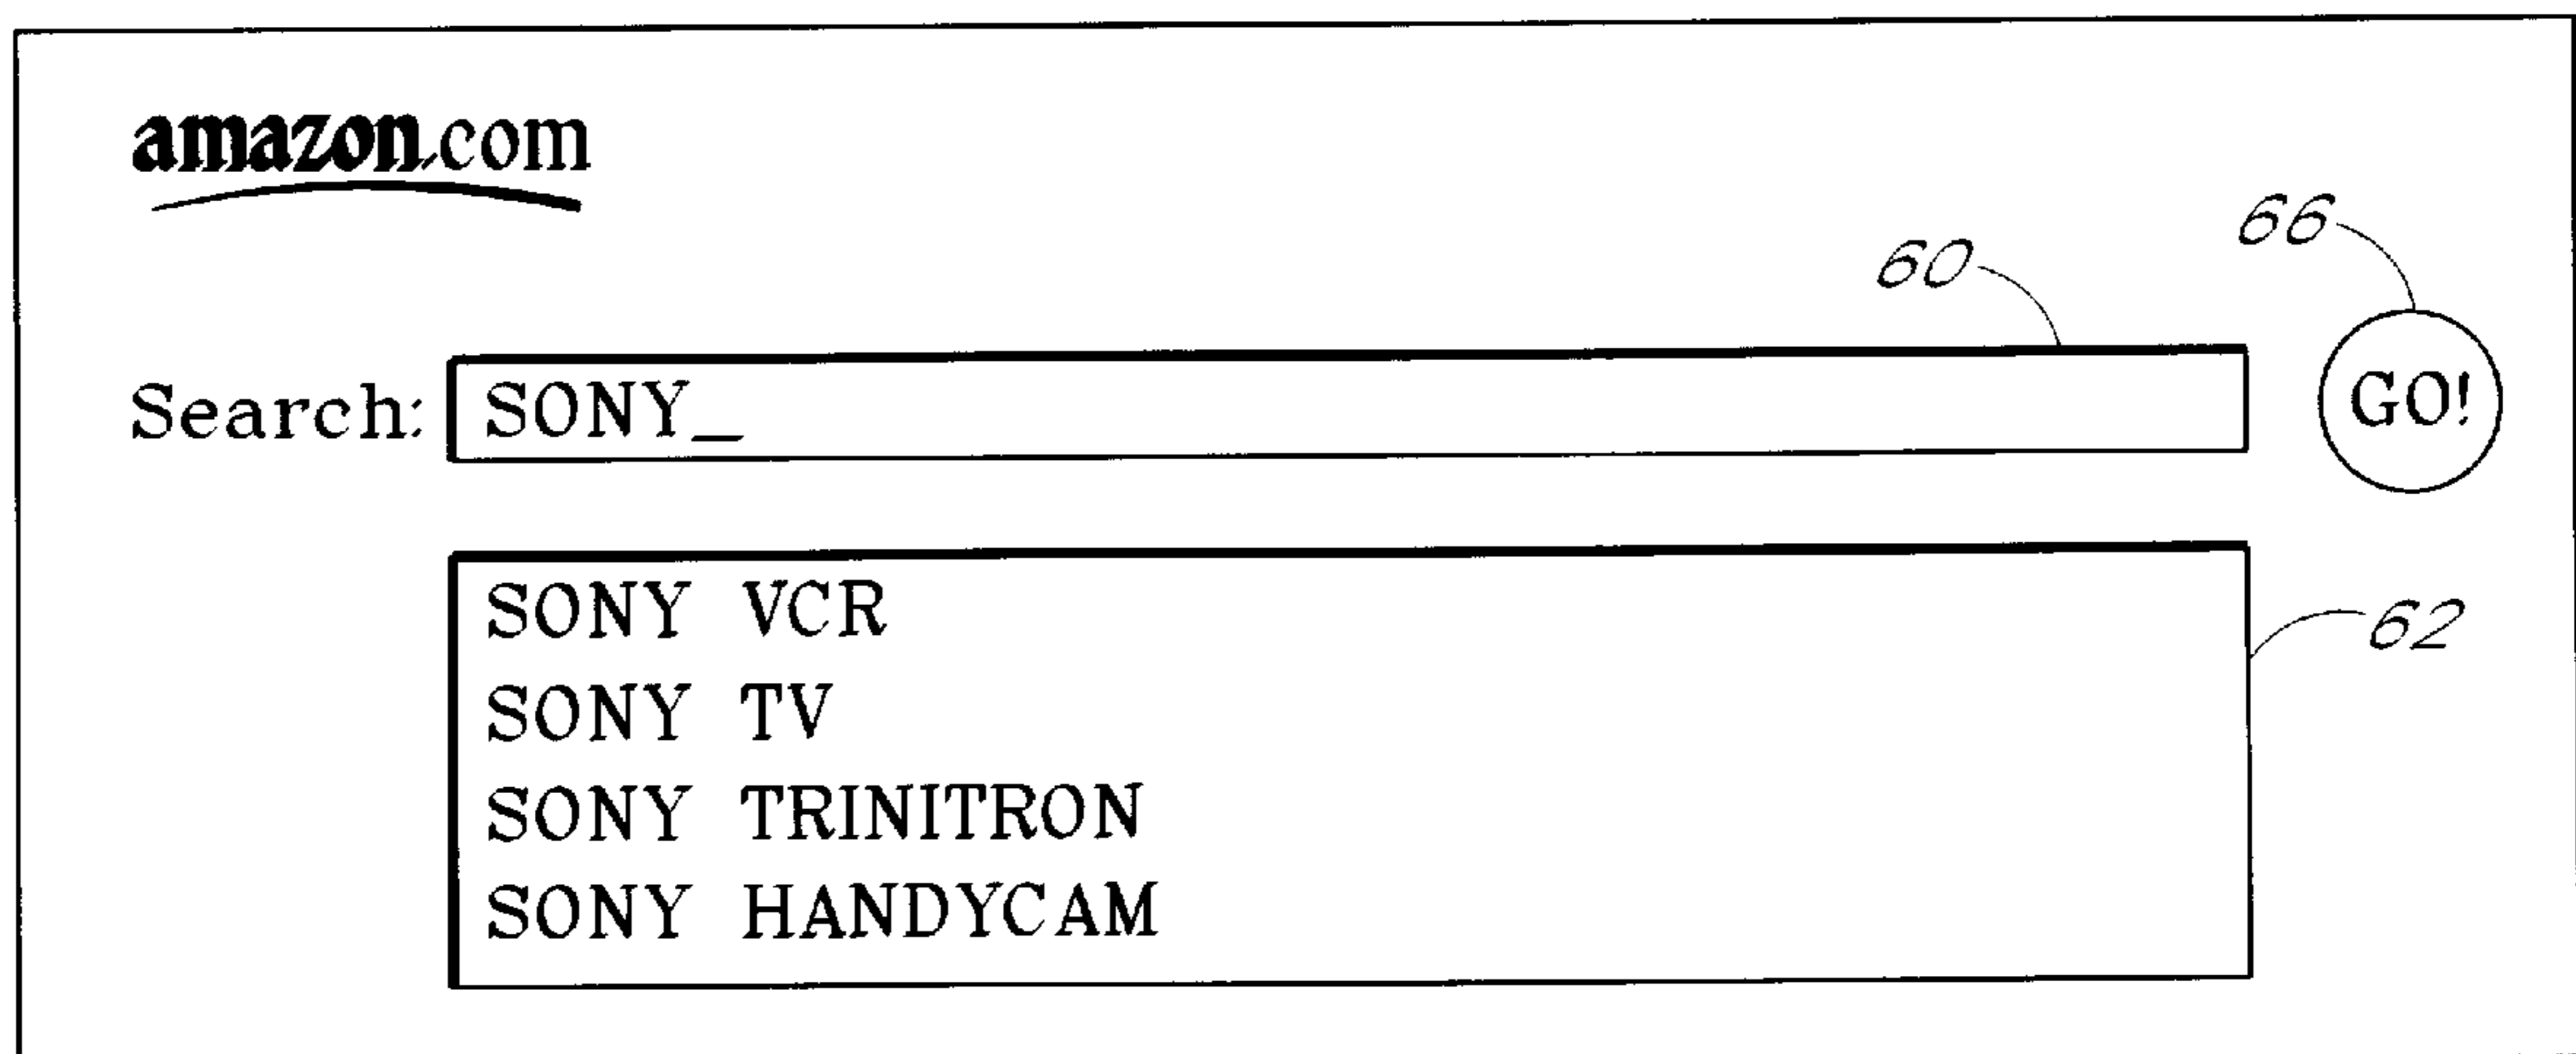 amazon.com
66
60
Search: SONY_ GO!
SONY VCR
62
SONY TV
SONY TRINITRON
SONY HANDYCAM